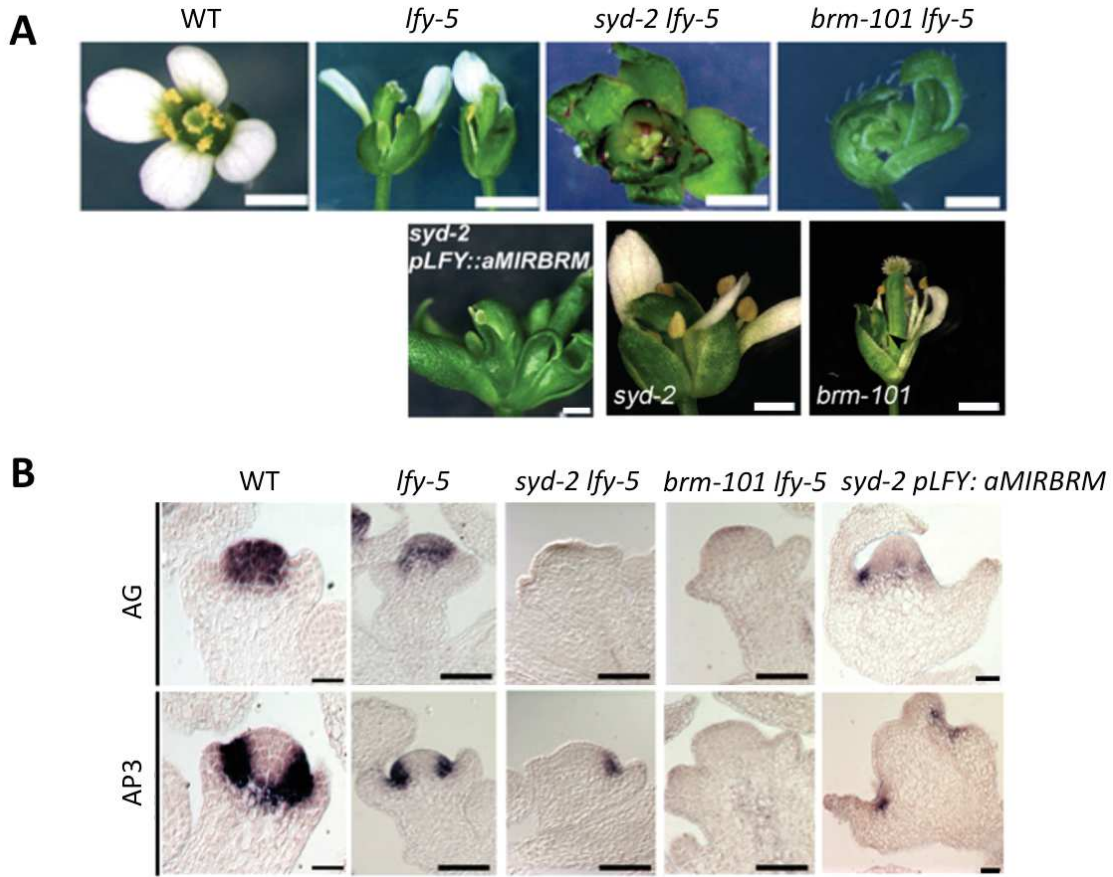 A
WT lfy-5 syd-2 lfy-5 brm-101 lfy-5
syd-2
pLFY::aMIRBRM
syd-2
brm-101
B
WT lfy-5 syd-2 lfy-5 brm-101 lfy-5 syd-2 pLFY: aMIRBRM
AG
AP3